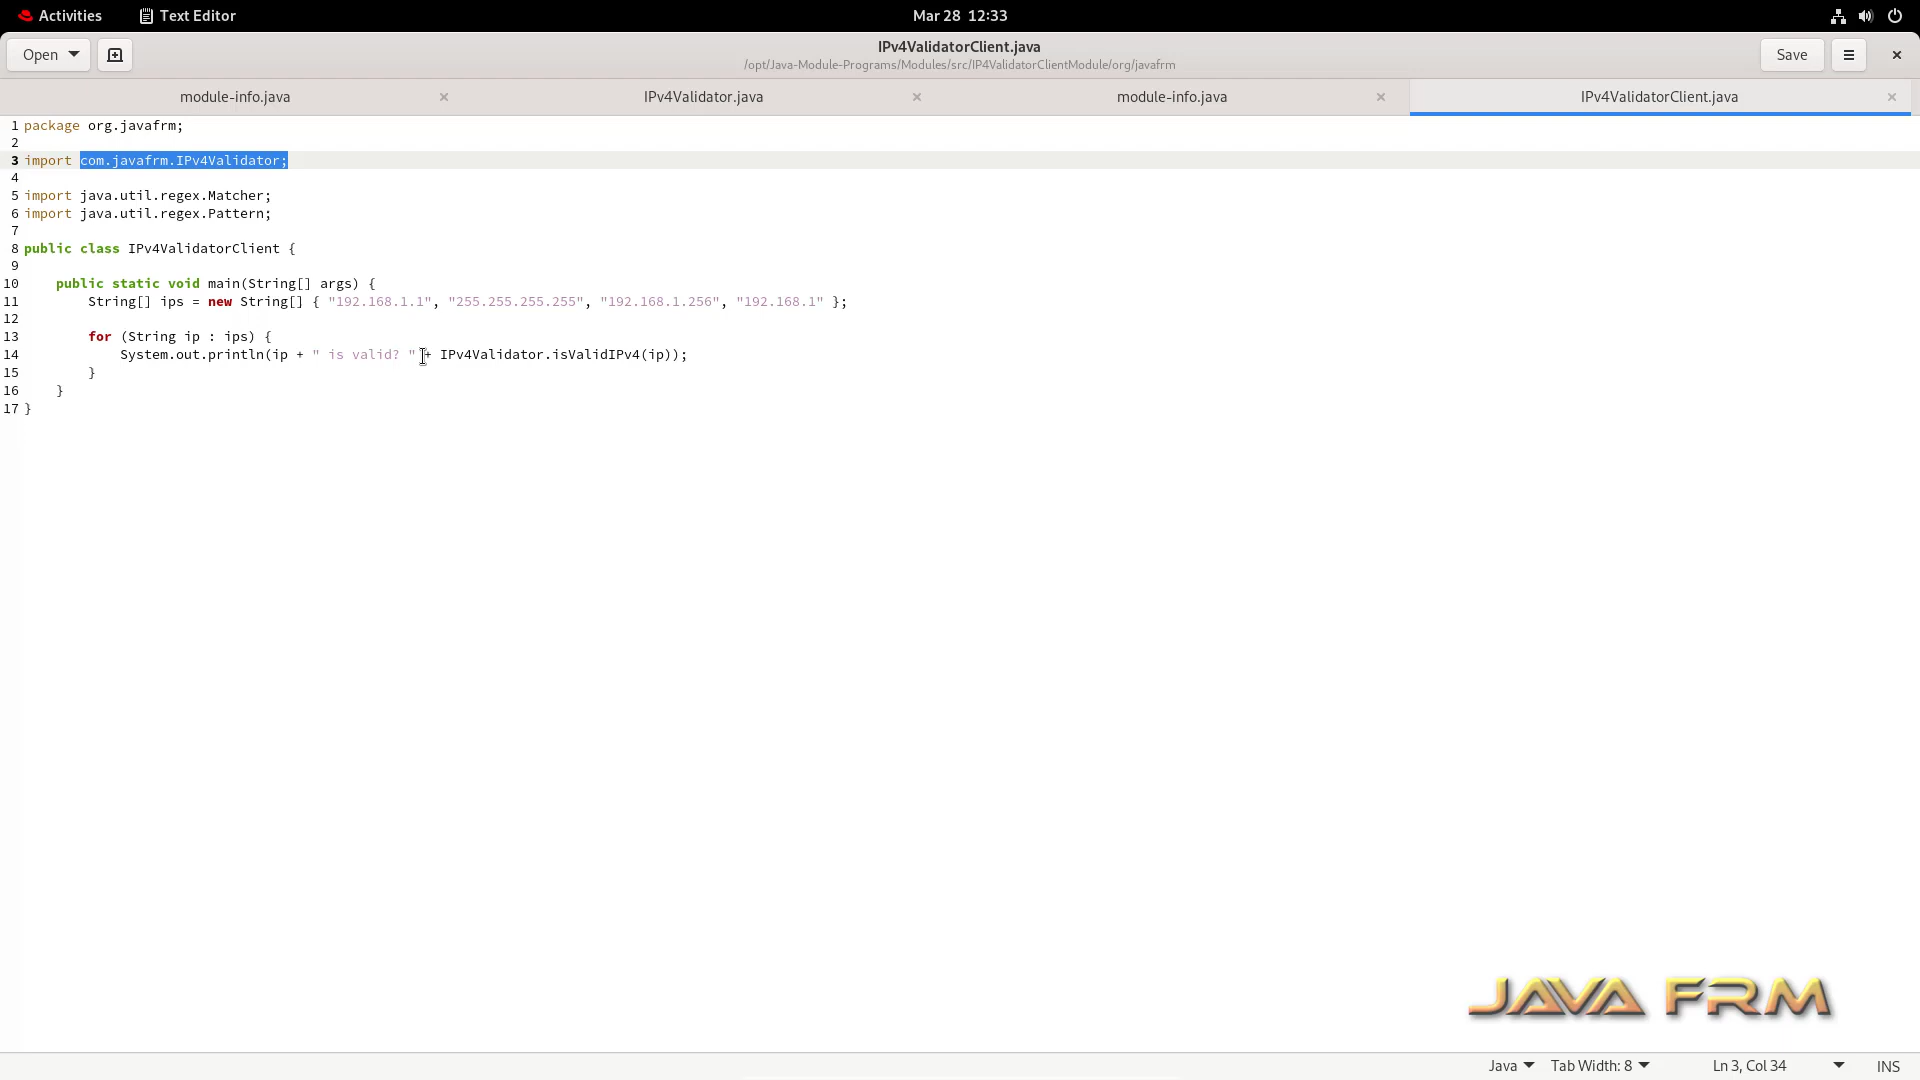 Activities Text Editor Mar 28 12:33
Open IPv4ValidatorClient.java Save
/opt/Java-Module-Programs/Modules/src/IP4ValidatorClientModule/org/javafrm
module-info.java IPv4Validator.java module-info.java IPv4ValidatorClient.java
1 package org.javafrm;
2
3 import com.javafrm.IPv4Validator;
4
5 import java.util.regex.Matcher;
6 import java.util.regex.Pattern;
7
8 public class IPv4ValidatorClient {
9
10     public static void main(String[] args) {
11         String[] ips = new String[] { "192.168.1.1", "255.255.255.255", "192.168.1.256", "192.168.1" };
12
13         for (String ip : ips) {
14             System.out.println(ip + " is valid? " + IPv4Validator.isValidIPv4(ip));
15         }
16     }
17 }
JAVA FRM
Java Tab Width: 8 Ln 3, Col 34 INS